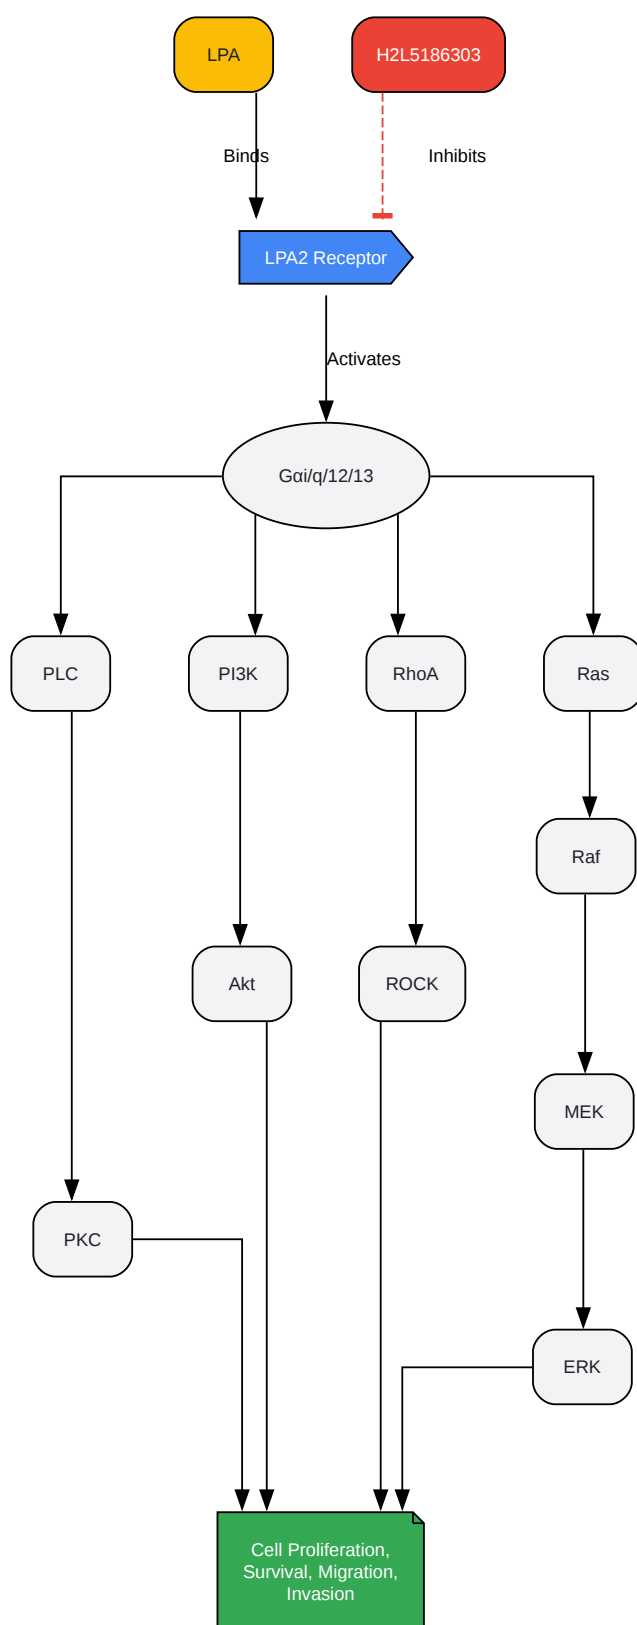 LPA
H2L5186303
Binds
Inhibits
LPA2 Receptor
Activates
Gαi/q/12/13
PLC
PI3K
RhoA
Ras
Raf
Akt
ROCK
MEK
PKC
ERK
Cell Proliferation,
Survival, Migration,
Invasion